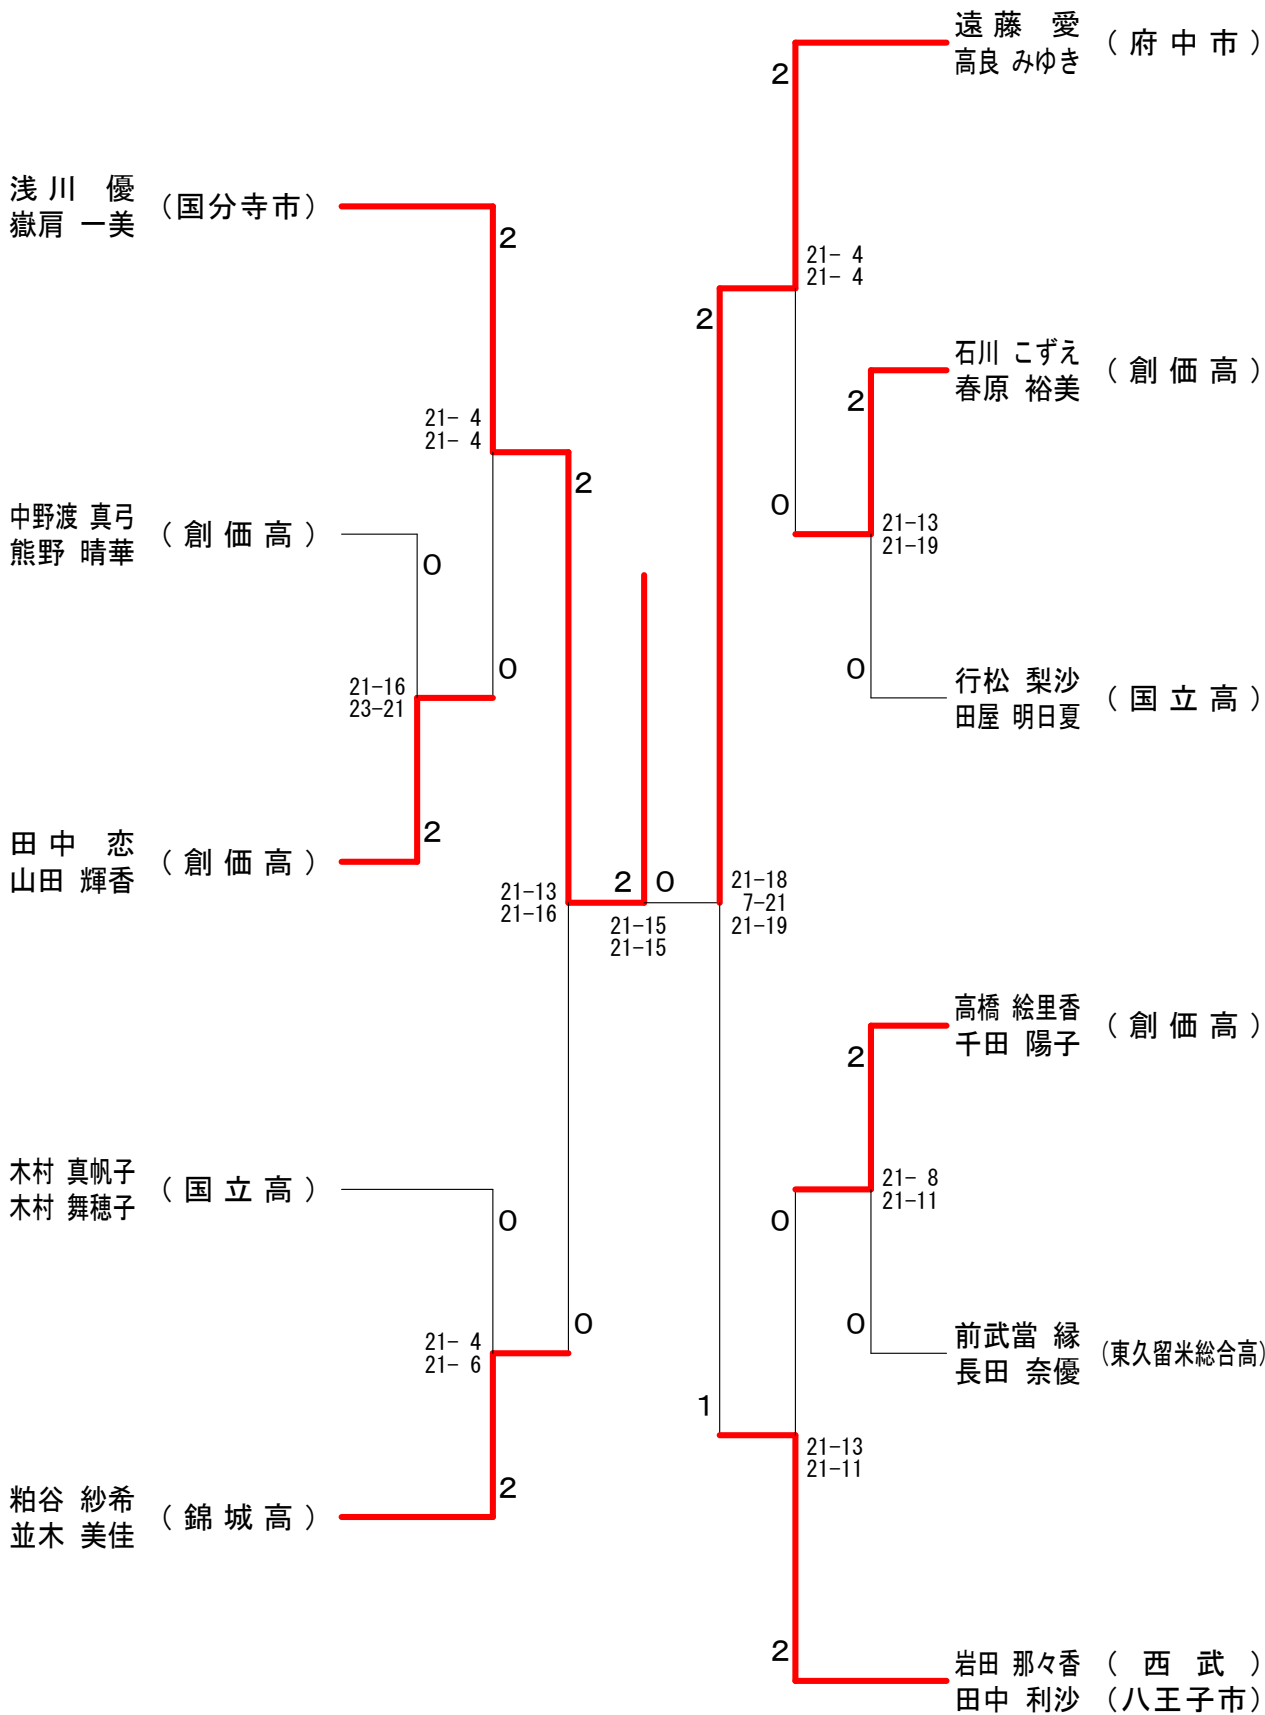 浅川 優
嶽肩 一美
(国分寺市)
2
21- 4
21- 4
中野渡 真弓
熊野 晴華
(創価高)
0
0
21-16
23-21
田中 恋
山田 輝香
(創価高)
2
2
21-13
21-16
木村 真帆子
木村 舞穂子
(国立高)
0
21- 4
21- 6
0
粕谷 紗希
並木 美佳
(錦城高)
2
2 0
21-15
21-15
遠藤 愛
高良 みゆき
(府中市)
2
21- 4
21- 4
2
石川 こずえ
春原 裕美
(創価高)
2
0
21-13
21-19
行松 梨沙
田屋 明日夏
(国立高)
0
21-18
7-21
21-19
高橋 絵里香
千田 陽子
(創価高)
2
21- 8
21-11
0
前武當 縁
長田 奈優
(東久留米総合高)
0
1
21-13
21-11
岩田 那々香
田中 利沙
(西武)
(八王子市)
2